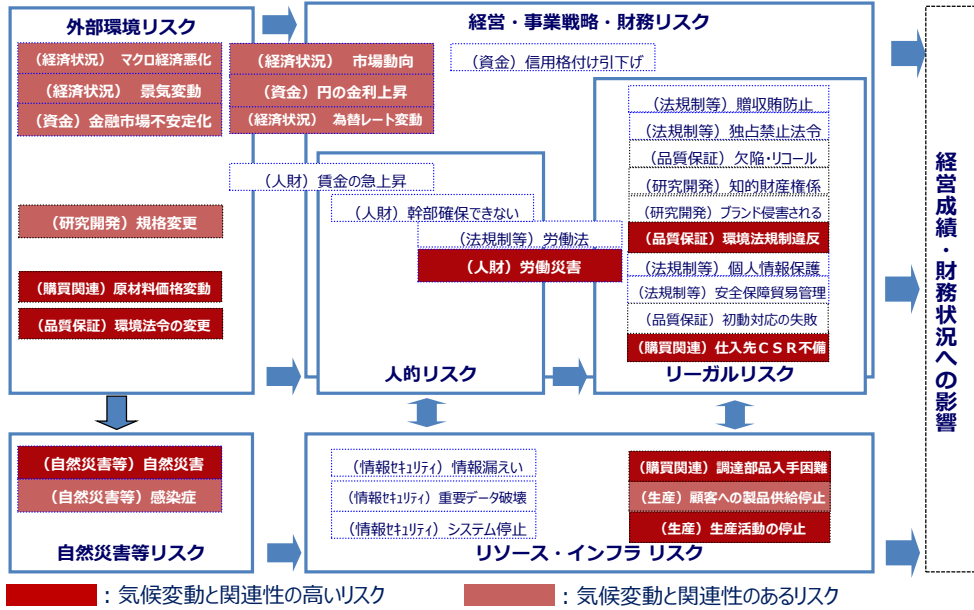 外部環境リスク
（経済状況） マクロ経済悪化
（経済状況） 景気変動
（資金）金融市場不安定化
（研究開発）規格変更
（購買関連）原材料価格変動
（品質保証）環境法令の変更
経営・事業戦略・財務リスク
（経済状況） 市場動向
（資金）円の金利上昇
（経済状況） 為替レート変動
（資金）信用格付け引下げ
（人財）賃金の急上昇
（人財）幹部確保できない
（法規制等）労働法
（人財）労働災害
人的リスク
（法規制等）贈収賄防止
（法規制等）独占禁止法令
（品質保証）欠陥・リコール
（研究開発）知的財産権係
（研究開発）ブランド侵害される
（品質保証）環境法規制違反
（法規制等）個人情報保護
（法規制等）安全保障貿易管理
（品質保証）初動対応の失敗
（購買関連）仕入先ＣＳＲ不備
リーガルリスク
（自然災害等）自然災害
（自然災害等）感染症
自然災害等リスク
（情報ｾｷｭﾘﾃｨ）情報漏えい
（情報ｾｷｭﾘﾃｨ）重要データ破壊
（情報ｾｷｭﾘﾃｨ）システム停止
（購買関連）調達部品入手困難
（生産）顧客への製品供給停止
（生産）生産活動の停止
リソース・インフラ リスク
経営成績・財務状況への影響
：気候変動と関連性の高いリスク
：気候変動と関連性のあるリスク